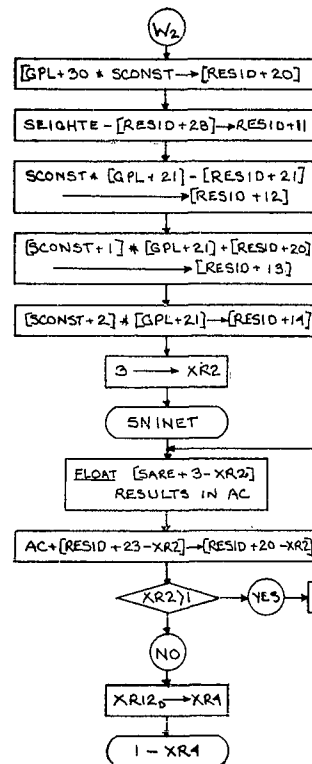 W2
[GPL+30 * SCONST→[RESID+20]
SEIGHTE-[RESID+28]→RESID+11
SCONST * [GPL+21]-[RESID+21]
→[RESID+12]
[SCONST+1] * [GPL+21]+[RESID+20]
→[RESID+13]
[SCONST+2] * [GPL+21]→[RESID+14]
3 → XR2
SNINET
FLOAT [SARE+3-XR2]
RESULTS IN AC
AC+[RESID+23-XR2]→[RESID+20-XR2]
XR2>1
YES
NO
XR12D→XR4
1-XR4